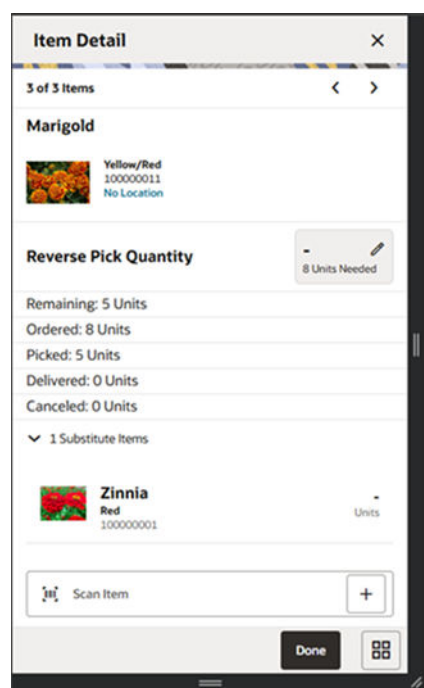 Item Detail
3 of 3 Items
Marigold
Yellow/Red
100000011
No Location
Reverse Pick Quantity
-
8 Units Needed
Remaining: 5 Units
Ordered: 8 Units
Picked: 5 Units
Delivered: 0 Units
Canceled: 0 Units
1 Substitute Items
Zinnia
Red
100000001
-
Units
Scan Item
Done